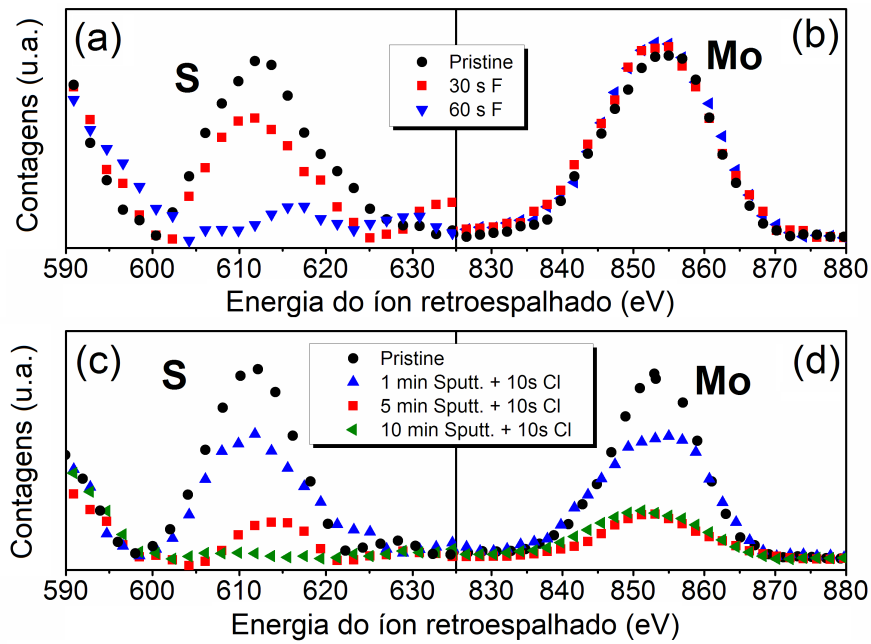 (a)
S
Pristine
30 s F
60 s F
Mo
(b)
Contagens (u.a.)
590 600 610 620 630 830 840 850 860 870 880
Energia do íon retroespalhado (eV)
(c)
S
Pristine
1 min Sputt. + 10s Cl
5 min Sputt. + 10s Cl
10 min Sputt. + 10s Cl
Mo
(d)
Contagens (u.a.)
590 600 610 620 630 830 840 850 860 870 880
Energia do íon retroespalhado (eV)